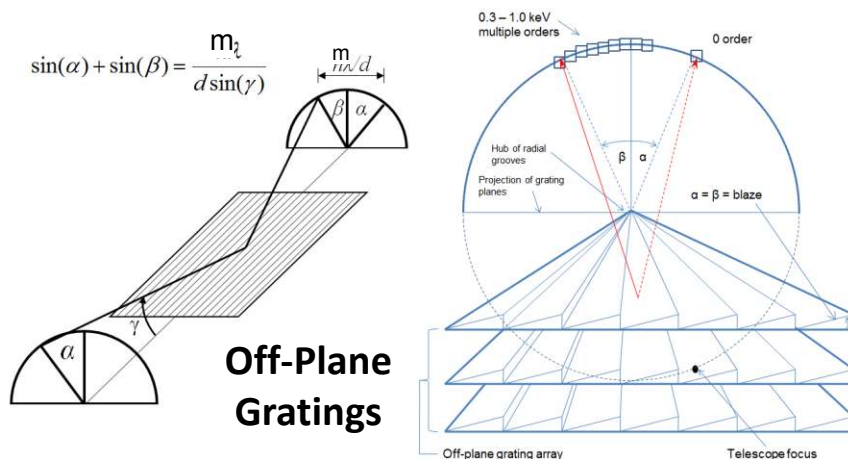 sin(α)+sin(β) = mλ
d sin(γ)
m λ/d
β α
γ
α
Off-Plane
Gratings
0.3 – 1.0 keV
multiple orders
0 order
Hub of radial
grooves
β α
Projection of grating
planes
α = β = blaze
Off-plane grating array
Telescope focus